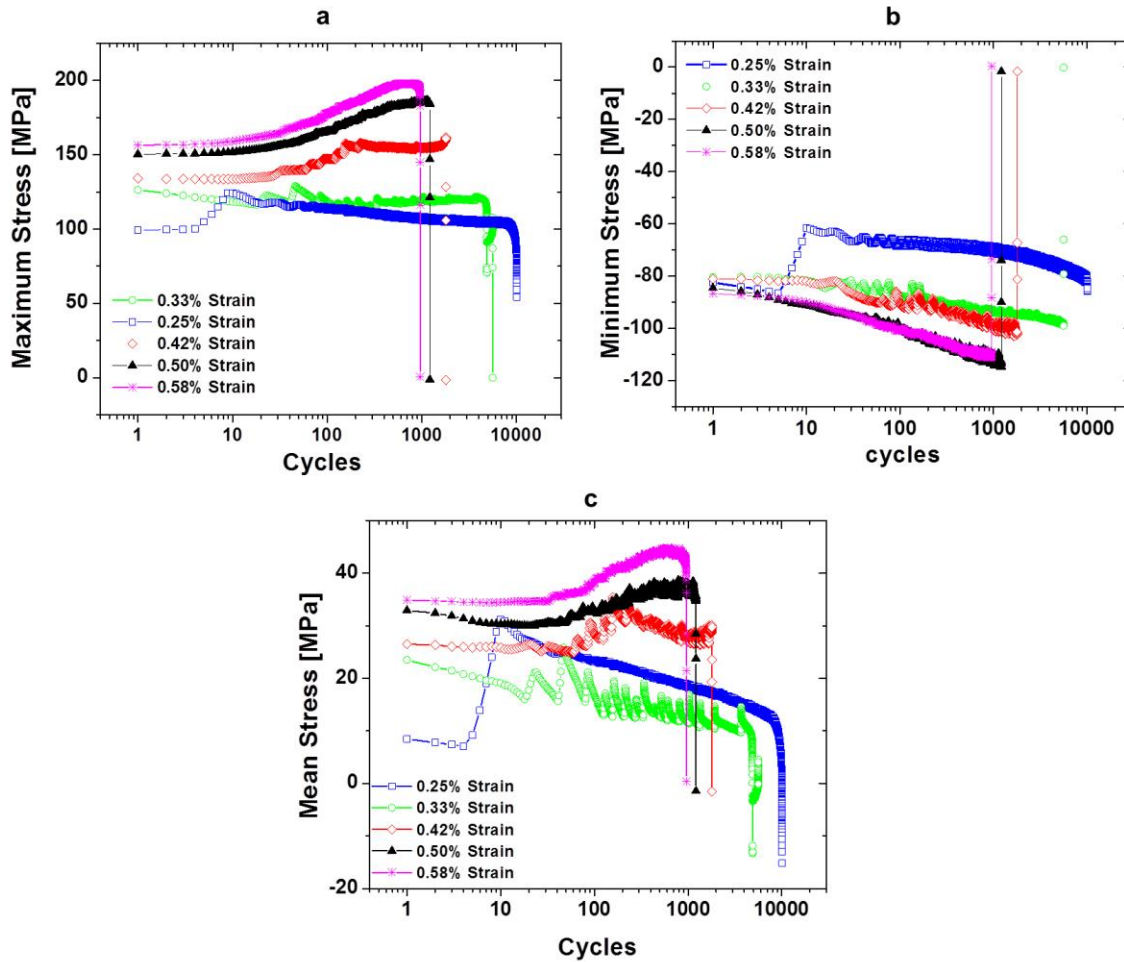 a
Maximum Stress [MPa]
200
150
100
50
0
0.33% Strain
0.25% Strain
0.42% Strain
0.50% Strain
0.58% Strain
1 10 100 1000 10000
Cycles
b
Minimum Stress [MPa]
0
-20
-40
-60
-80
-100
-120
0.25% Strain
0.33% Strain
0.42% Strain
0.50% Strain
0.58% Strain
1 10 100 1000 10000
cycles
c
Mean Stress [MPa]
40
20
0
-20
0.25% Strain
0.33% Strain
0.42% Strain
0.50% Strain
0.58% Strain
1 10 100 1000 10000
Cycles